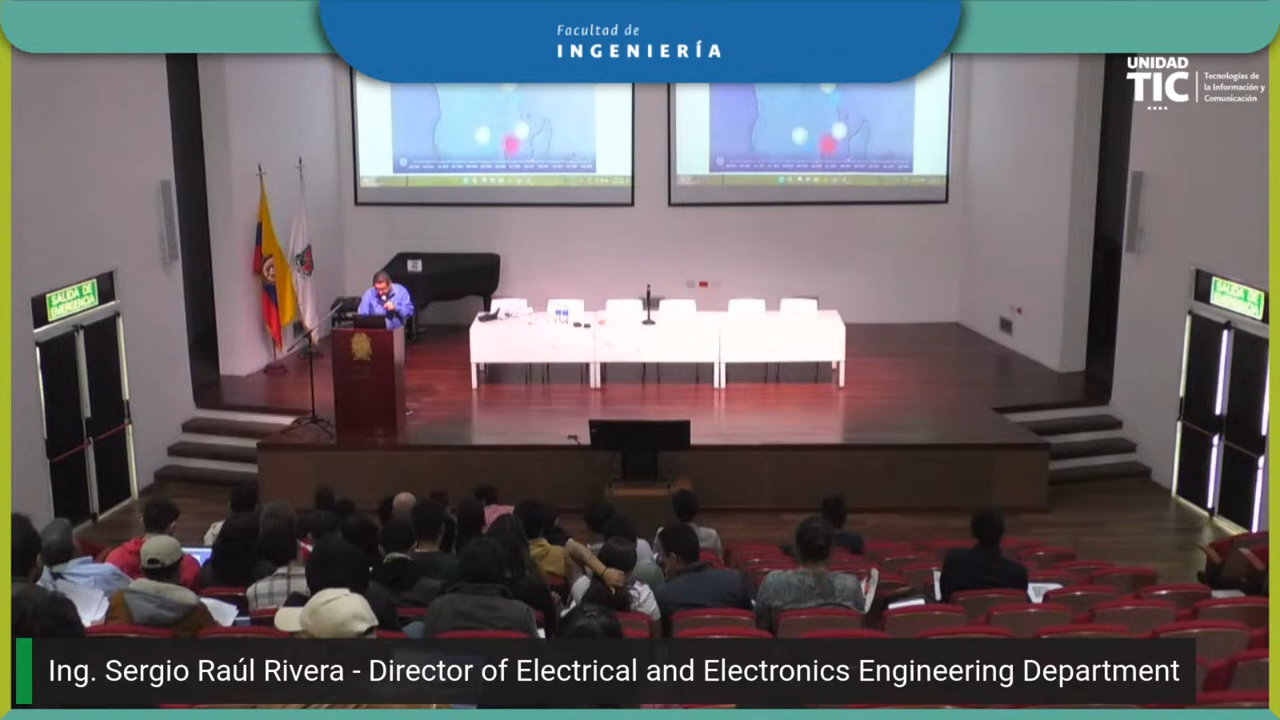 Facultad de
INGENIERÍA
UNIDAD
TIC
Tecnologías de
la Información y
Comunicación
SALIDA DE
EMERGENCIA
SALIDA DE
EMERGENCIA
Ing. Sergio Raúl Rivera - Director of Electrical and Electronics Engineering Department